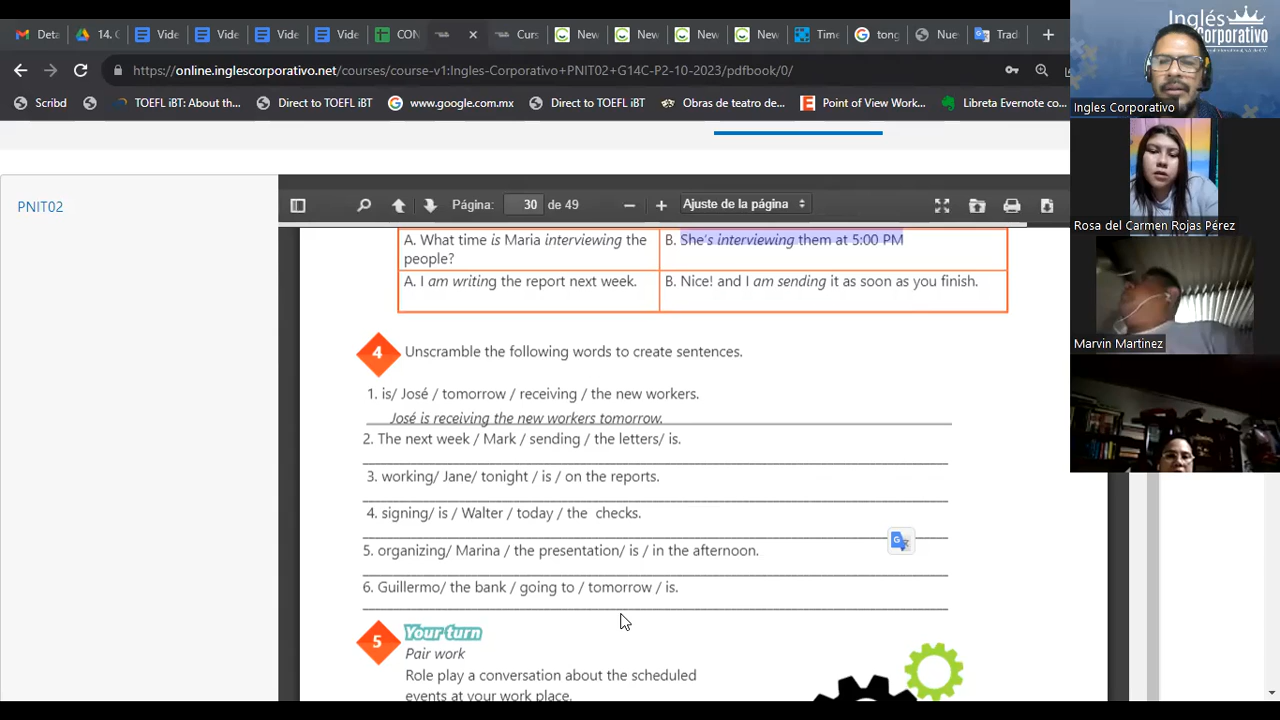 Deta
14. C
Vide
Vide
Vide
Vide
CON
Curs
New
New
New
New
Time
tong
Nue
Trad
https://online.inglescorporativo.net/courses/course-v1:Ingles-Corporativo+PNIT02+G14C-P2-10-2023/pdfbook/0/
Scribd
TOEFL iBT: About th...
Direct to TOEFL iBT
www.google.com.mx
Direct to TOEFL iBT
Obras de teatro de...
Point of View Work...
Libreta Evernote co...
PNIT02
Página: 30 de 49
Ajuste de la página
A. What time is Maria interviewing the people?
B. She's interviewing them at 5:00 PM
A. I am writing the report next week.
B. Nice! and I am sending it as soon as you finish.
4 Unscramble the following words to create sentences.
1. is/ José / tomorrow / receiving / the new workers.
José is receiving the new workers tomorrow.
2. The next week / Mark / sending / the letters/ is.
3. working/ Jane/ tonight / is / on the reports.
4. signing/ is / Walter / today / the checks.
5. organizing/ Marina / the presentation/ is / in the afternoon.
6. Guillermo/ the bank / going to / tomorrow / is.
5 Your turn
Pair work
Role play a conversation about the scheduled
events at your work place.
Inglés
Corporativo
Ingles Corporativo
Rosa del Carmen Rojas Pérez
Marvin Martinez